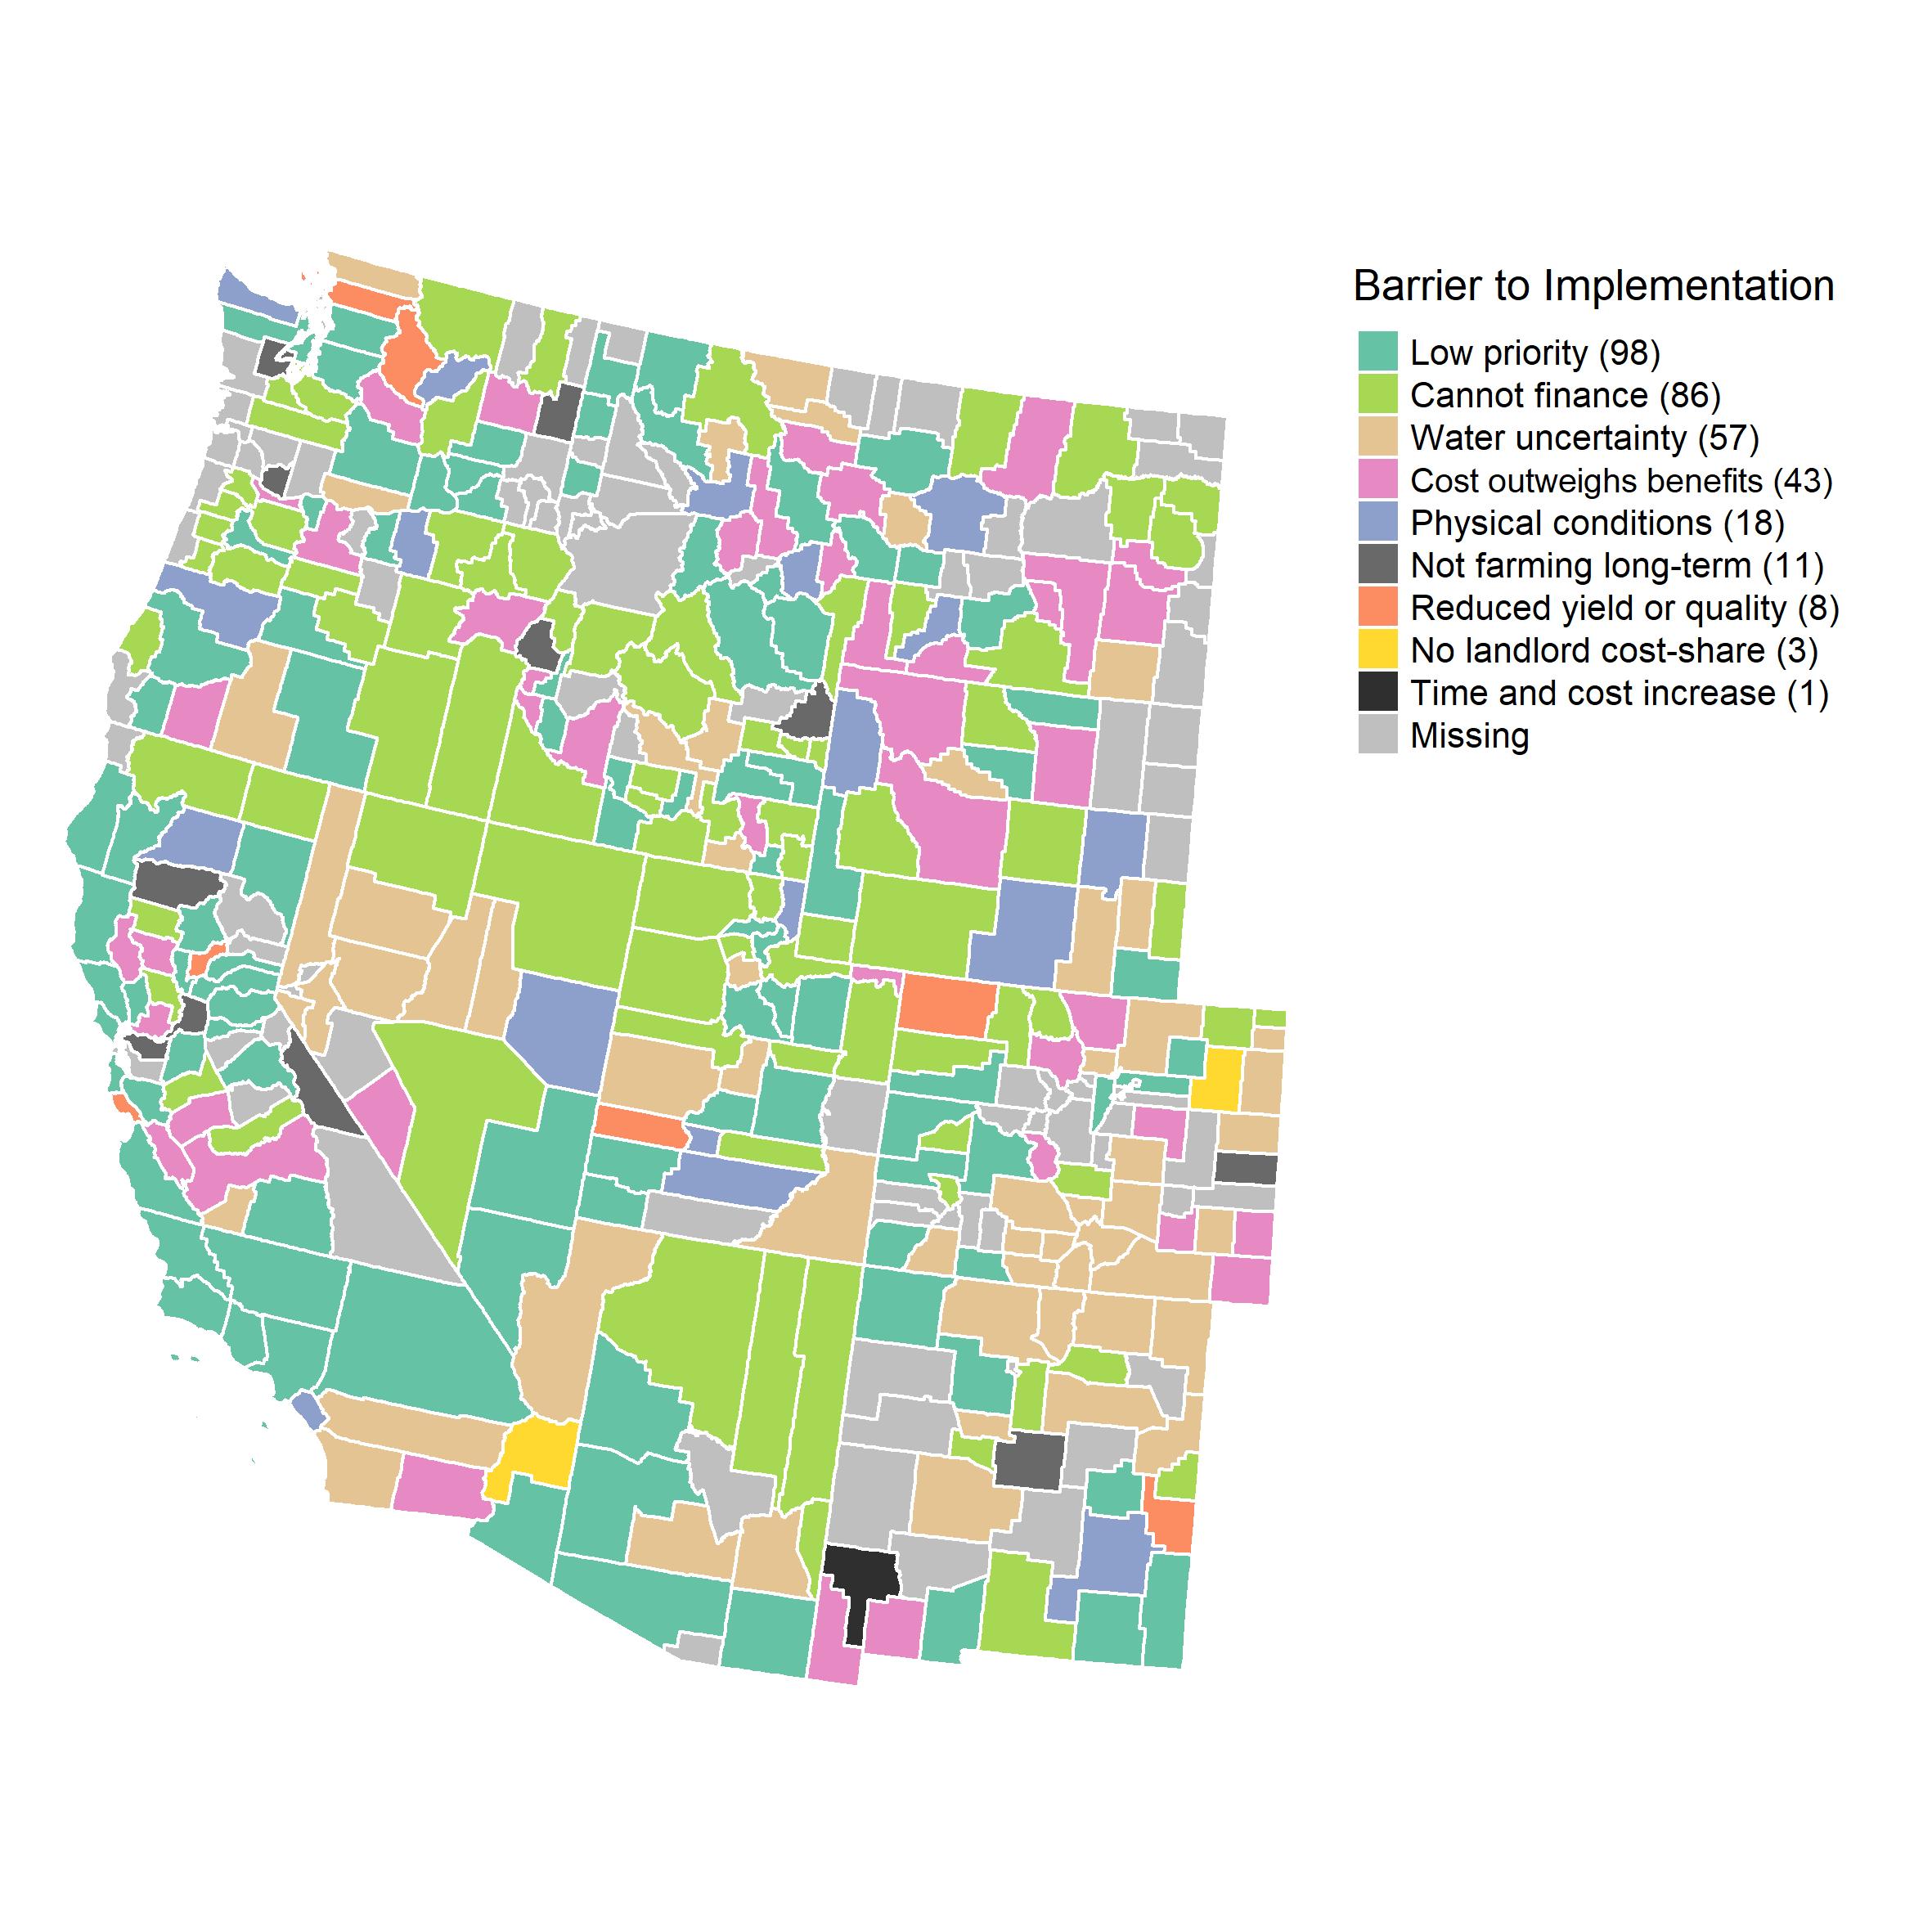 Barrier to Implementation
Low priority (98)
Cannot finance (86)
Water uncertainty (57)
Cost outweighs benefits (43)
Physical conditions (18)
Not farming long-term (11)
Reduced yield or quality (8)
No landlord cost-share (3)
Time and cost increase (1)
Missing